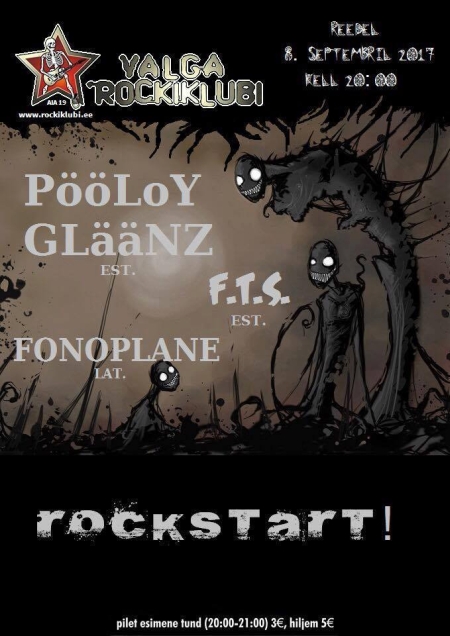 REEDEL
8. SEPTEMBRIL 2017
KELL 20:00
VALGA
ROCKIKLUBI
AIA 19
www.rockiklubi.ee
PööLoY
GLääNZ
EST.
F.T.S.
EST.
FONOPLANE
LAT.
rockstart!
pilet esimene tund (20:00-21:00) 3€, hiljem 5€